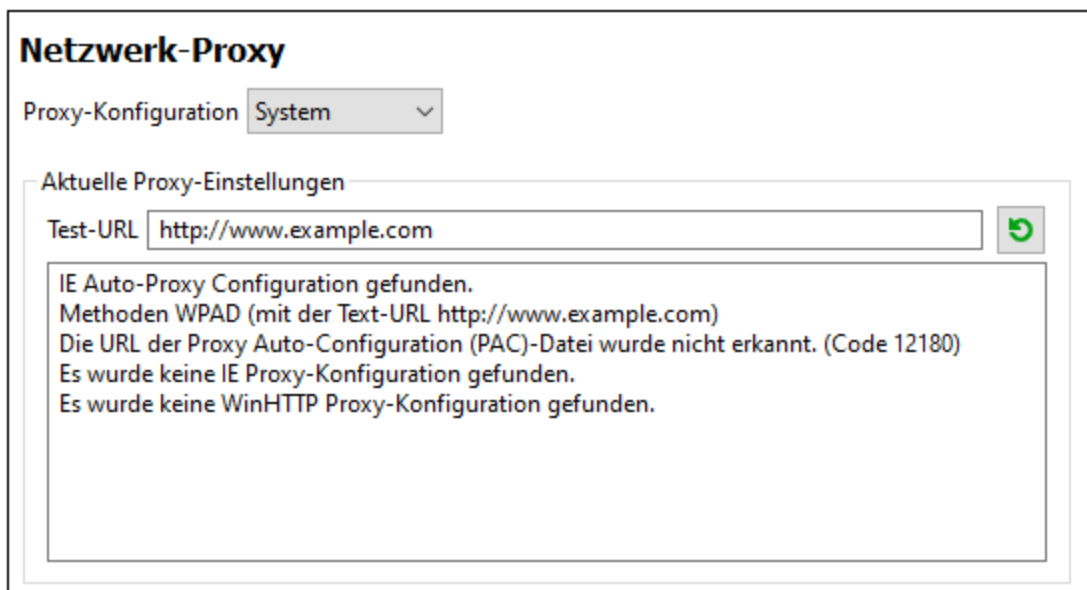 Netzwerk-Proxy
Proxy-Konfiguration System
Aktuelle Proxy-Einstellungen
Test-URL http://www.example.com
IE Auto-Proxy Configuration gefunden.
Methoden WPAD (mit der Text-URL http://www.example.com)
Die URL der Proxy Auto-Configuration (PAC)-Datei wurde nicht erkannt. (Code 12180)
Es wurde keine IE Proxy-Konfiguration gefunden.
Es wurde keine WinHTTP Proxy-Konfiguration gefunden.